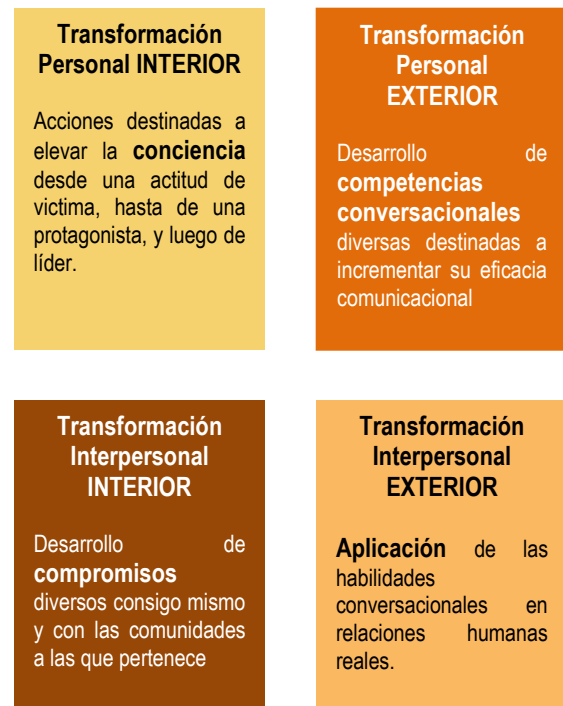 Transformación
Personal INTERIOR
Acciones destinadas a
elevar la conciencia
desde una actitud de
victima, hasta de una
protagonista, y luego de
líder.
Transformación
Personal
EXTERIOR
Desarrollo de
competencias
conversacionales
diversas destinadas a
incrementar su eficacia
comunicacional
Transformación
Interpersonal
INTERIOR
Desarrollo de
compromisos
diversos consigo mismo
y con las comunidades
a las que pertenece
Transformación
Interpersonal
EXTERIOR
Aplicación de las
habilidades
conversacionales en
relaciones humanas
reales.